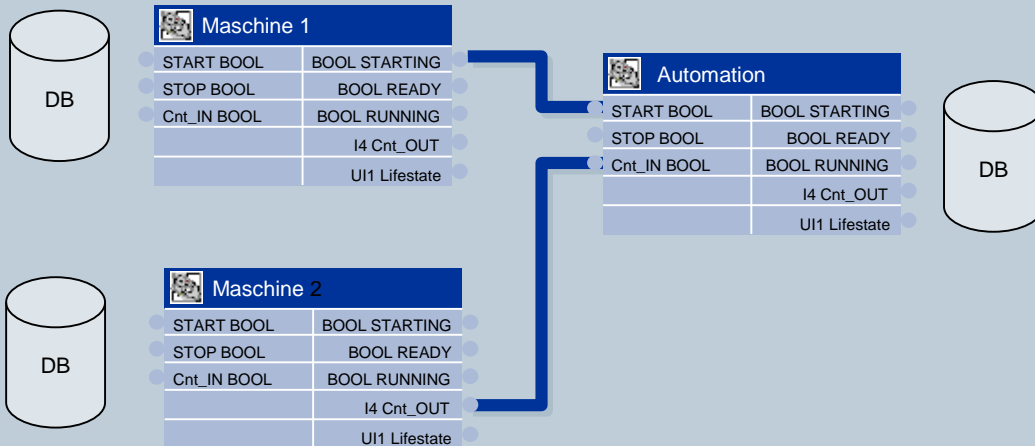 DB
Maschine 1
START BOOL BOOL STARTING
STOP BOOL BOOL READY
Cnt_IN BOOL BOOL RUNNING
I4 Cnt_OUT
UI1 Lifestate
Automation
START BOOL BOOL STARTING
STOP BOOL BOOL READY
Cnt_IN BOOL BOOL RUNNING
I4 Cnt_OUT
UI1 Lifestate
DB
DB
Maschine 2
START BOOL BOOL STARTING
STOP BOOL BOOL READY
Cnt_IN BOOL BOOL RUNNING
I4 Cnt_OUT
UI1 Lifestate